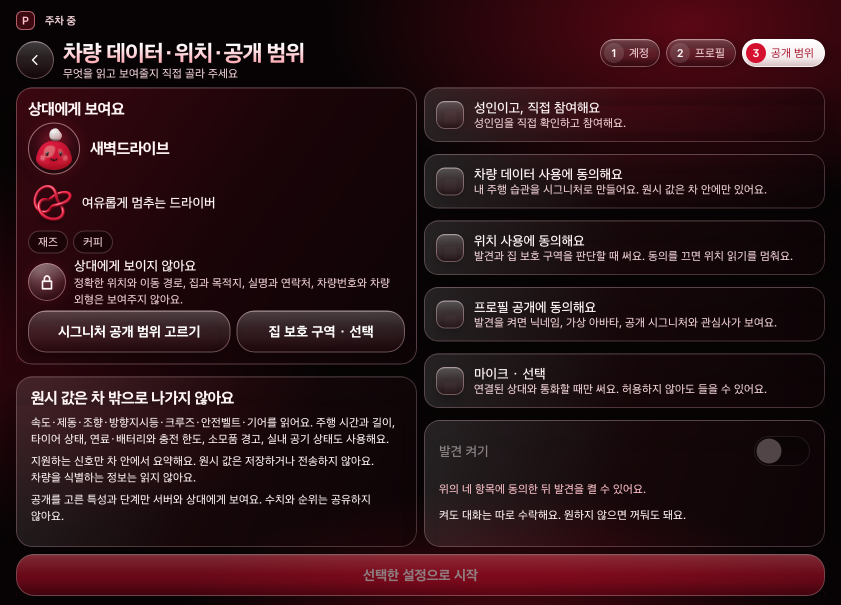 P 주차 중
차량 데이터·위치·공개 범위
무엇을 읽고 보여줄지 직접 골라 주세요
1 계정
2 프로필
3 공개 범위
상대에게 보여요
새벽드라이브
여유롭게 멈추는 드라이버
재즈
커피
상대에게 보이지 않아요
정확한 위치와 이동 경로, 집과 목적지, 실명과 연락처, 차량번호와 차량
외형은 보여주지 않아요.
시그니처 공개 범위 고르기
집 보호 구역 · 선택
원시 값은 차 밖으로 나가지 않아요
속도·제동·조향·방향지시등·크루즈·안전벨트·기어를 읽어요. 주행 시간과 길이,
타이어 상태, 연료·배터리와 충전 한도, 소모품 경고, 실내 공기 상태도 사용해요.
지원하는 신호만 차 안에서 요약해요. 원시 값은 저장하거나 전송하지 않아요.
차량을 식별하는 정보는 읽지 않아요.
공개를 고른 특성과 단계만 서버와 상대에게 보여요. 수치와 순위는 공유하지
않아요.
성인이고, 직접 참여해요
성인임을 직접 확인하고 참여해요.
차량 데이터 사용에 동의해요
내 주행 습관을 시그니처로 만들어요. 원시 값은 차 안에만 있어요.
위치 사용에 동의해요
발견과 집 보호 구역을 판단할 때 써요. 동의를 끄면 위치 읽기를 멈춰요.
프로필 공개에 동의해요
발견을 켜면 닉네임, 가상 아바타, 공개 시그니처와 관심사가 보여요.
마이크 · 선택
연결된 상대와 통화할 때만 써요. 허용하지 않아도 들을 수 있어요.
발견 켜기
위의 네 항목에 동의한 뒤 발견을 켤 수 있어요.
켜도 대화는 따로 수락해요. 원하지 않으면 꺼둬도 돼요.
선택한 설정으로 시작